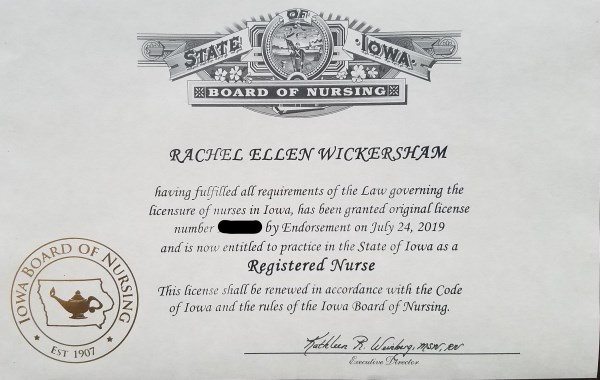 STATE OF IOWA
BOARD OF NURSING
RACHEL ELLEN WICKERSHAM
having fulfilled all requirements of the Law governing the
licensure of nurses in Iowa, has been granted original license
number by Endorsement on July 24, 2019
and is now entitled to practice in the State of Iowa as a
Registered Nurse
This license shall be renewed in accordance with the Code
of Iowa and the rules of the Iowa Board of Nursing.
IOWA BOARD OF NURSING
EST 1907
Kathleen R. Weinberg, MSN, RN
Executive Director